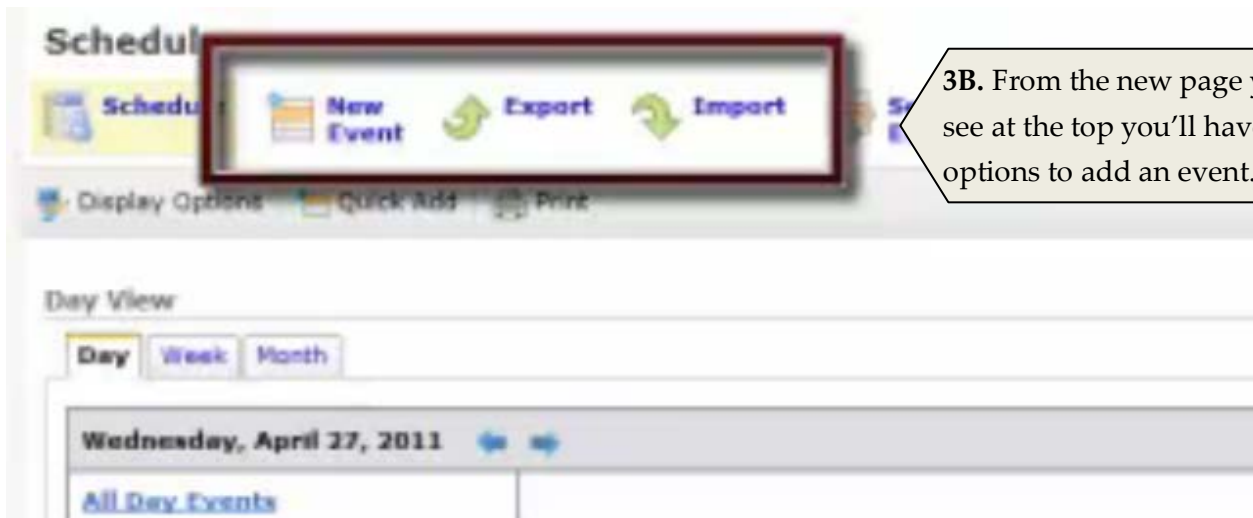 Schedul
Schedu
New
Event
Export
Import
3B. From the new page
see at the top you'll hav
options to add an event.
Display Options Quick Add Print
Day View
Day Week Month
Wednesday, April 27, 2011
All Day Events